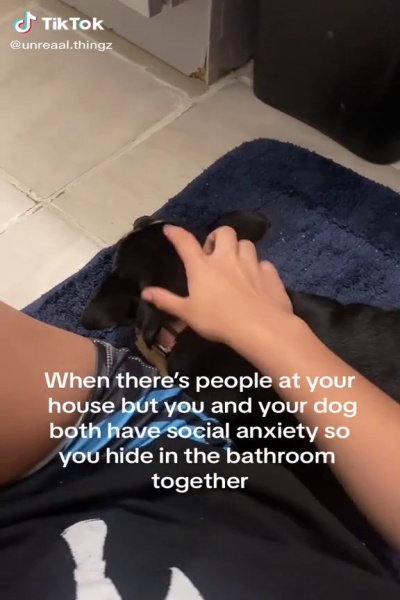 TikTok
@unreaal.thingz
When there's people at your
house but you and your dog
both have social anxiety so
you hide in the bathroom
together